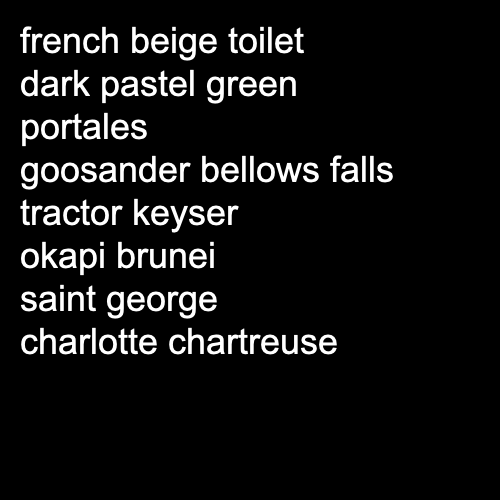 french beige toilet
dark pastel green
portales
goosander bellows falls
tractor keyser
okapi brunei
saint george
charlotte chartreuse